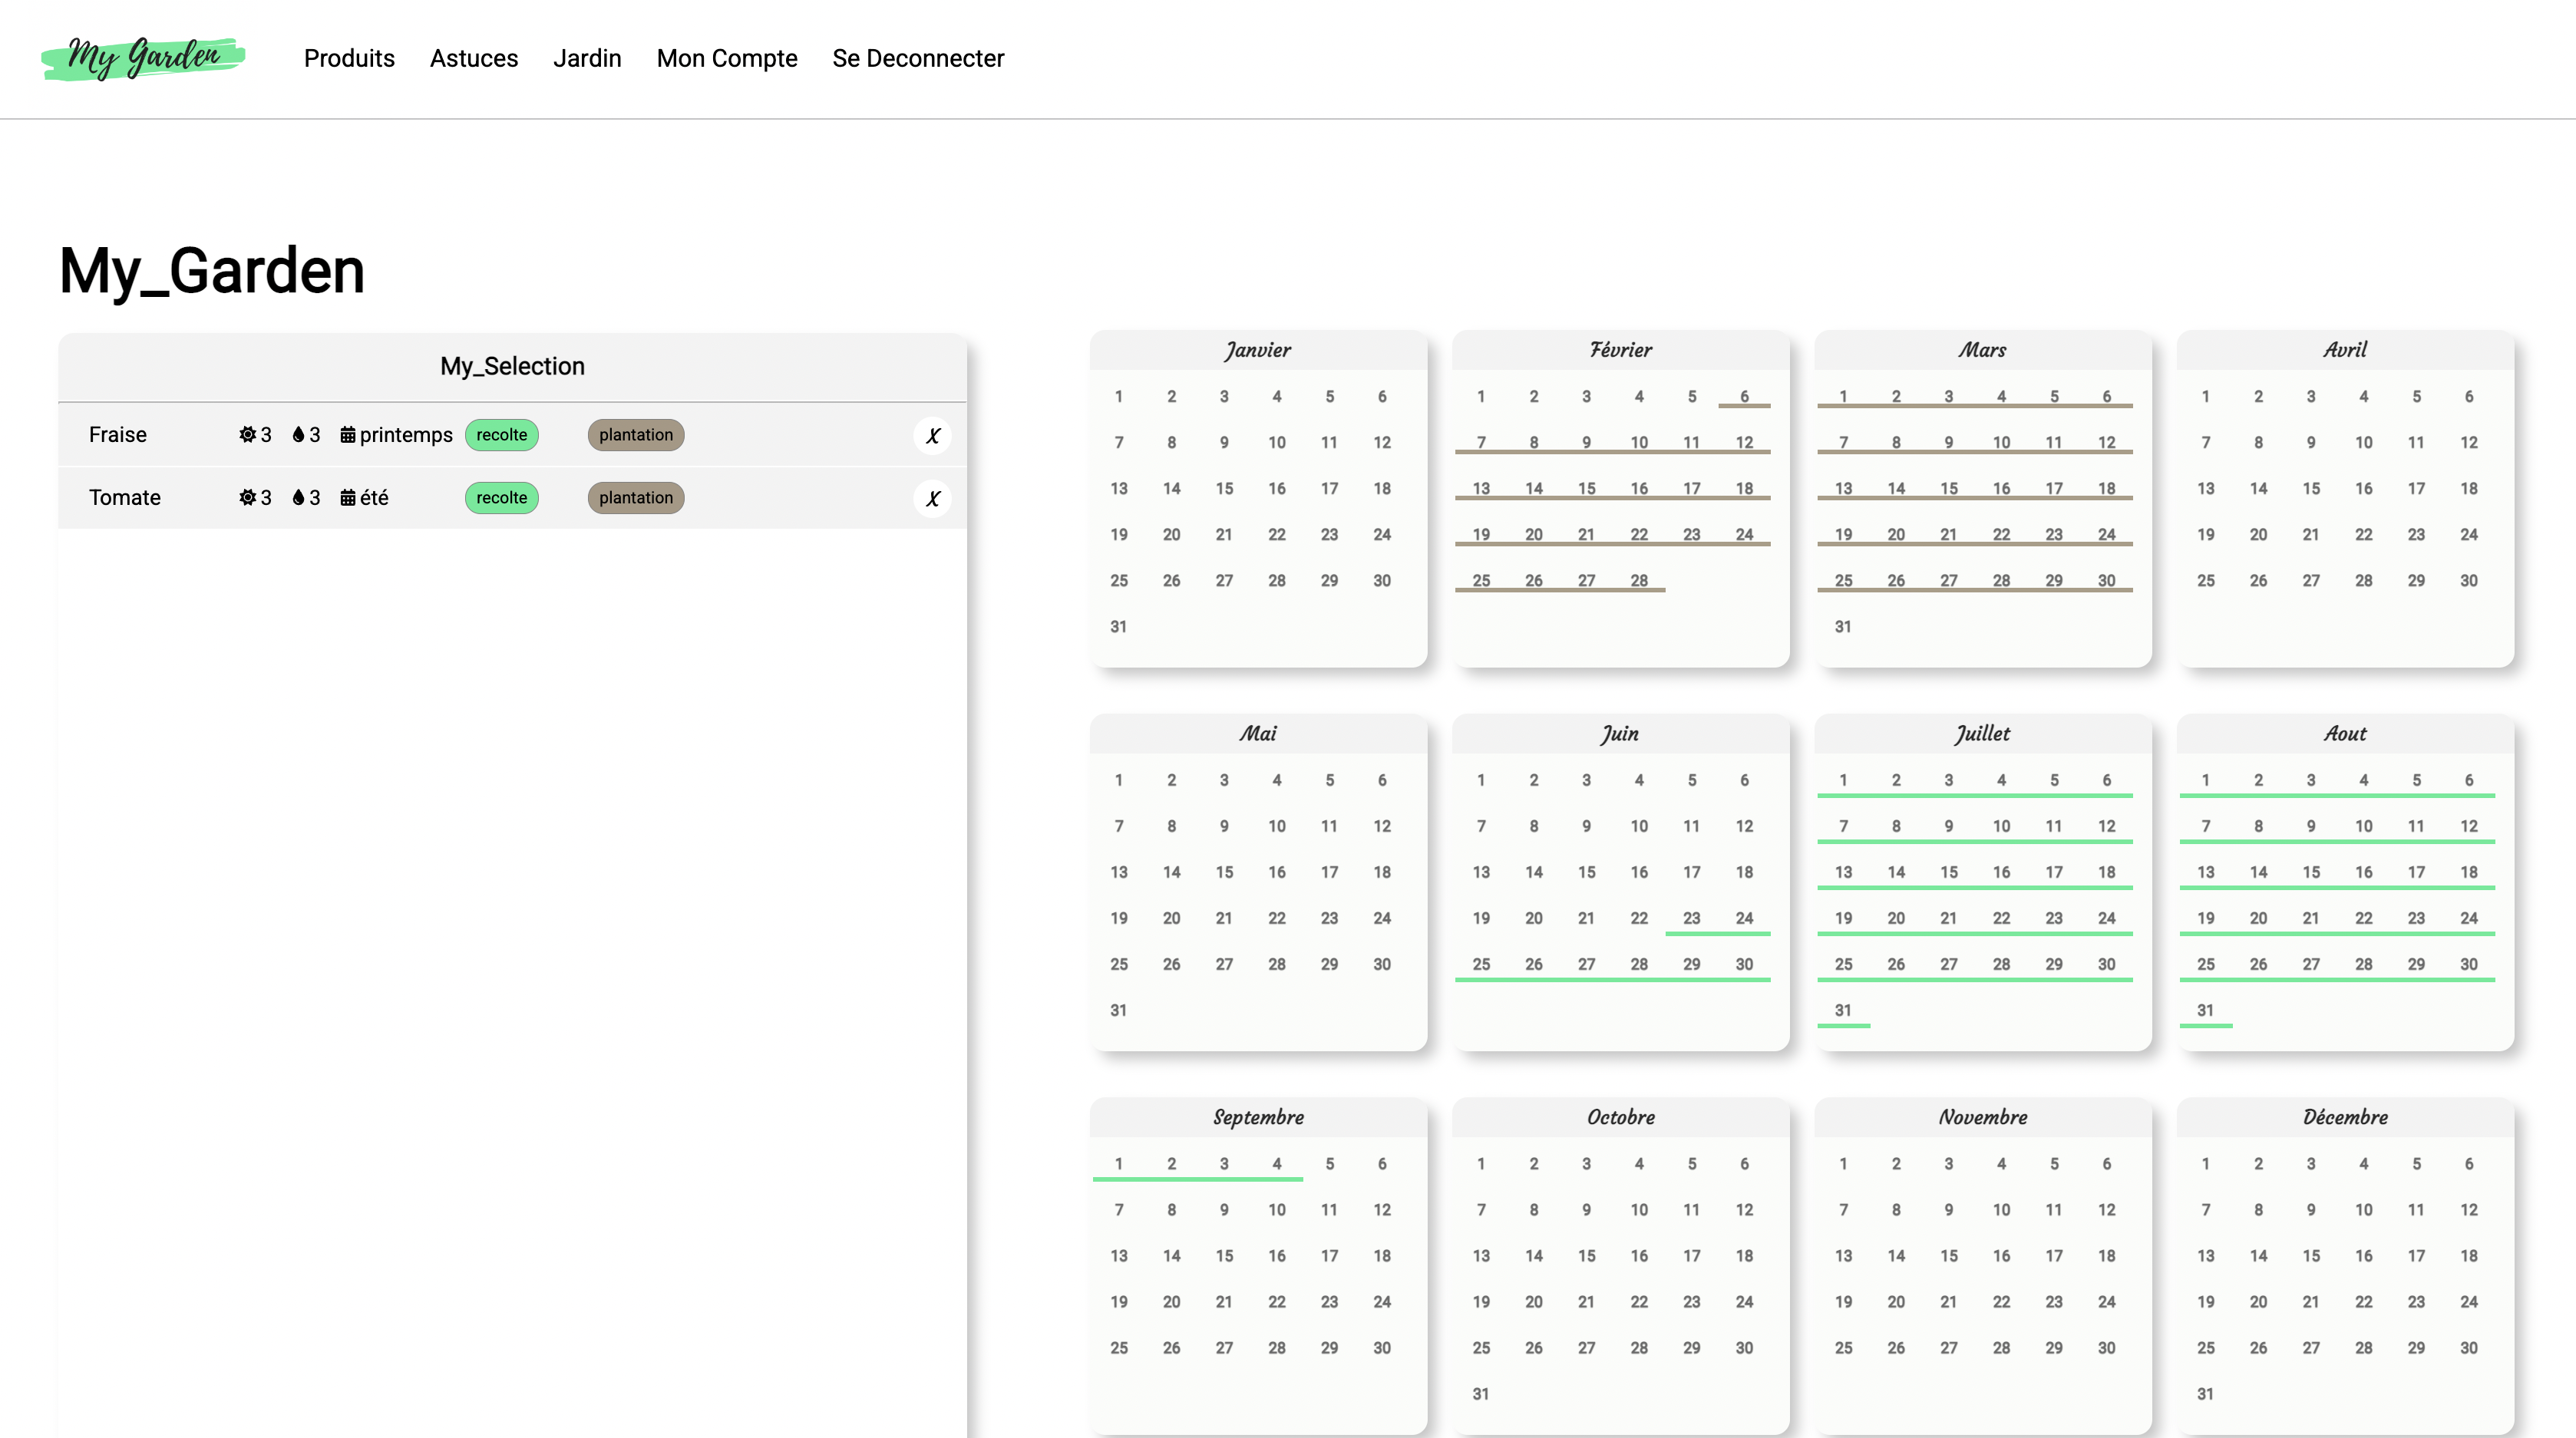 My Garden
Produits Astuces Jardin Mon Compte Se Deconnecter
My_Garden
My_Selection
Fraise 3 3 printemps recolte plantation X
Tomate 3 3 été recolte plantation X
Janvier
1 2 3 4 5 6
7 8 9 10 11 12
13 14 15 16 17 18
19 20 21 22 23 24
25 26 27 28 29 30
31
Février
1 2 3 4 5 6
7 8 9 10 11 12
13 14 15 16 17 18
19 20 21 22 23 24
25 26 27 28
Mars
1 2 3 4 5 6
7 8 9 10 11 12
13 14 15 16 17 18
19 20 21 22 23 24
25 26 27 28 29 30
31
Avril
1 2 3 4 5 6
7 8 9 10 11 12
13 14 15 16 17 18
19 20 21 22 23 24
25 26 27 28 29 30
Mai
1 2 3 4 5 6
7 8 9 10 11 12
13 14 15 16 17 18
19 20 21 22 23 24
25 26 27 28 29 30
31
Juin
1 2 3 4 5 6
7 8 9 10 11 12
13 14 15 16 17 18
19 20 21 22 23 24
25 26 27 28 29 30
Juillet
1 2 3 4 5 6
7 8 9 10 11 12
13 14 15 16 17 18
19 20 21 22 23 24
25 26 27 28 29 30
31
Aout
1 2 3 4 5 6
7 8 9 10 11 12
13 14 15 16 17 18
19 20 21 22 23 24
25 26 27 28 29 30
31
Septembre
1 2 3 4 5 6
7 8 9 10 11 12
13 14 15 16 17 18
19 20 21 22 23 24
25 26 27 28 29 30
Octobre
1 2 3 4 5 6
7 8 9 10 11 12
13 14 15 16 17 18
19 20 21 22 23 24
25 26 27 28 29 30
31
Novembre
1 2 3 4 5 6
7 8 9 10 11 12
13 14 15 16 17 18
19 20 21 22 23 24
25 26 27 28 29 30
Décembre
1 2 3 4 5 6
7 8 9 10 11 12
13 14 15 16 17 18
19 20 21 22 23 24
25 26 27 28 29 30
31